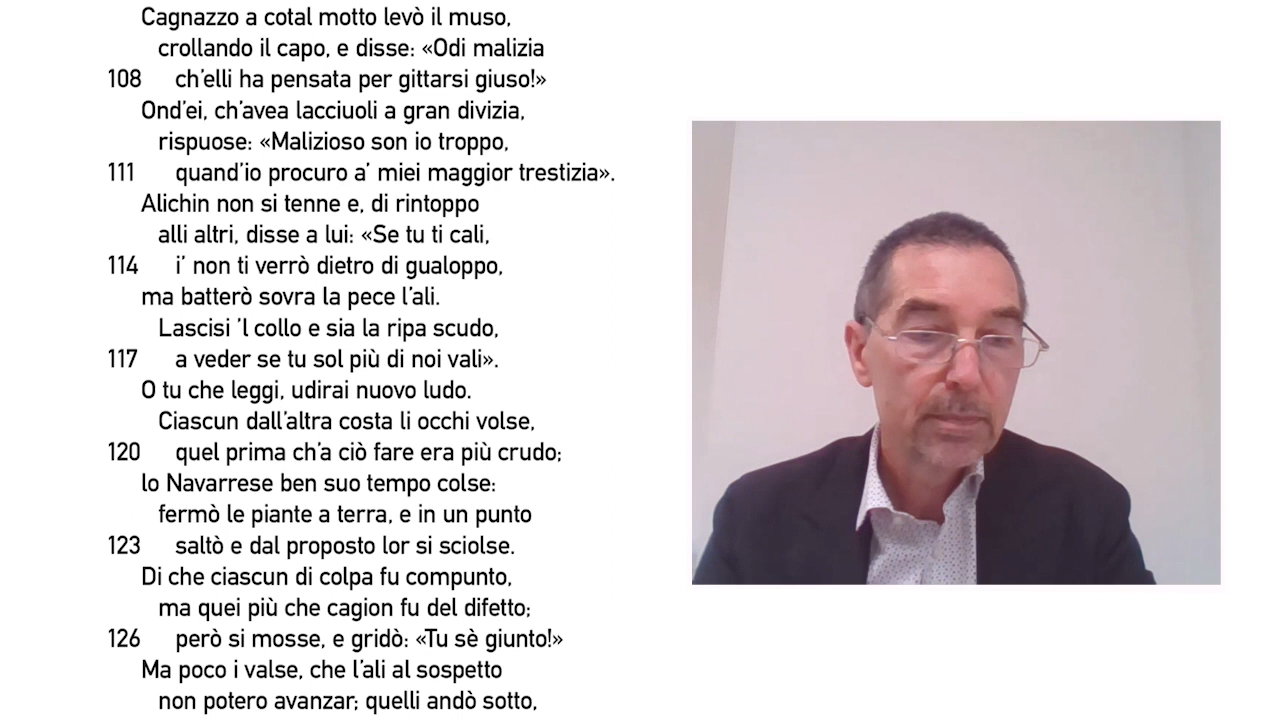 Cagnazzo a cotal motto levò il muso,
crollando il capo, e disse: «Odi malizia
108 ch’elli ha pensata per gittarsi giuso!»
Ond’ei, ch’avea lacciuoli a gran divizia,
rispuose: «Malizioso son io troppo,
111 quand’io procuro a’ miei maggior trestizia».
Alichin non si tenne e, di rintoppo
alli altri, disse a lui: «Se tu ti cali,
114 i’ non ti verrò dietro di gualoppo,
ma batterò sovra la pece l’ali.
Lascisi ’l collo e sia la ripa scudo,
117 a veder se tu sol più di noi vali».
O tu che leggi, udirai nuovo ludo.
Ciascun dall’altra costa li occhi volse,
120 quel prima ch’a ciò fare era più crudo;
lo Navarrese ben suo tempo colse:
fermò le piante a terra, e in un punto
123 saltò e dal proposto lor si sciolse.
Di che ciascun di colpa fu compunto,
ma quei più che cagion fu del difetto;
126 però si mosse, e gridò: «Tu sè giunto!»
Ma poco i valse, che l’ali al sospetto
non potero avanzar; quelli andò sotto,